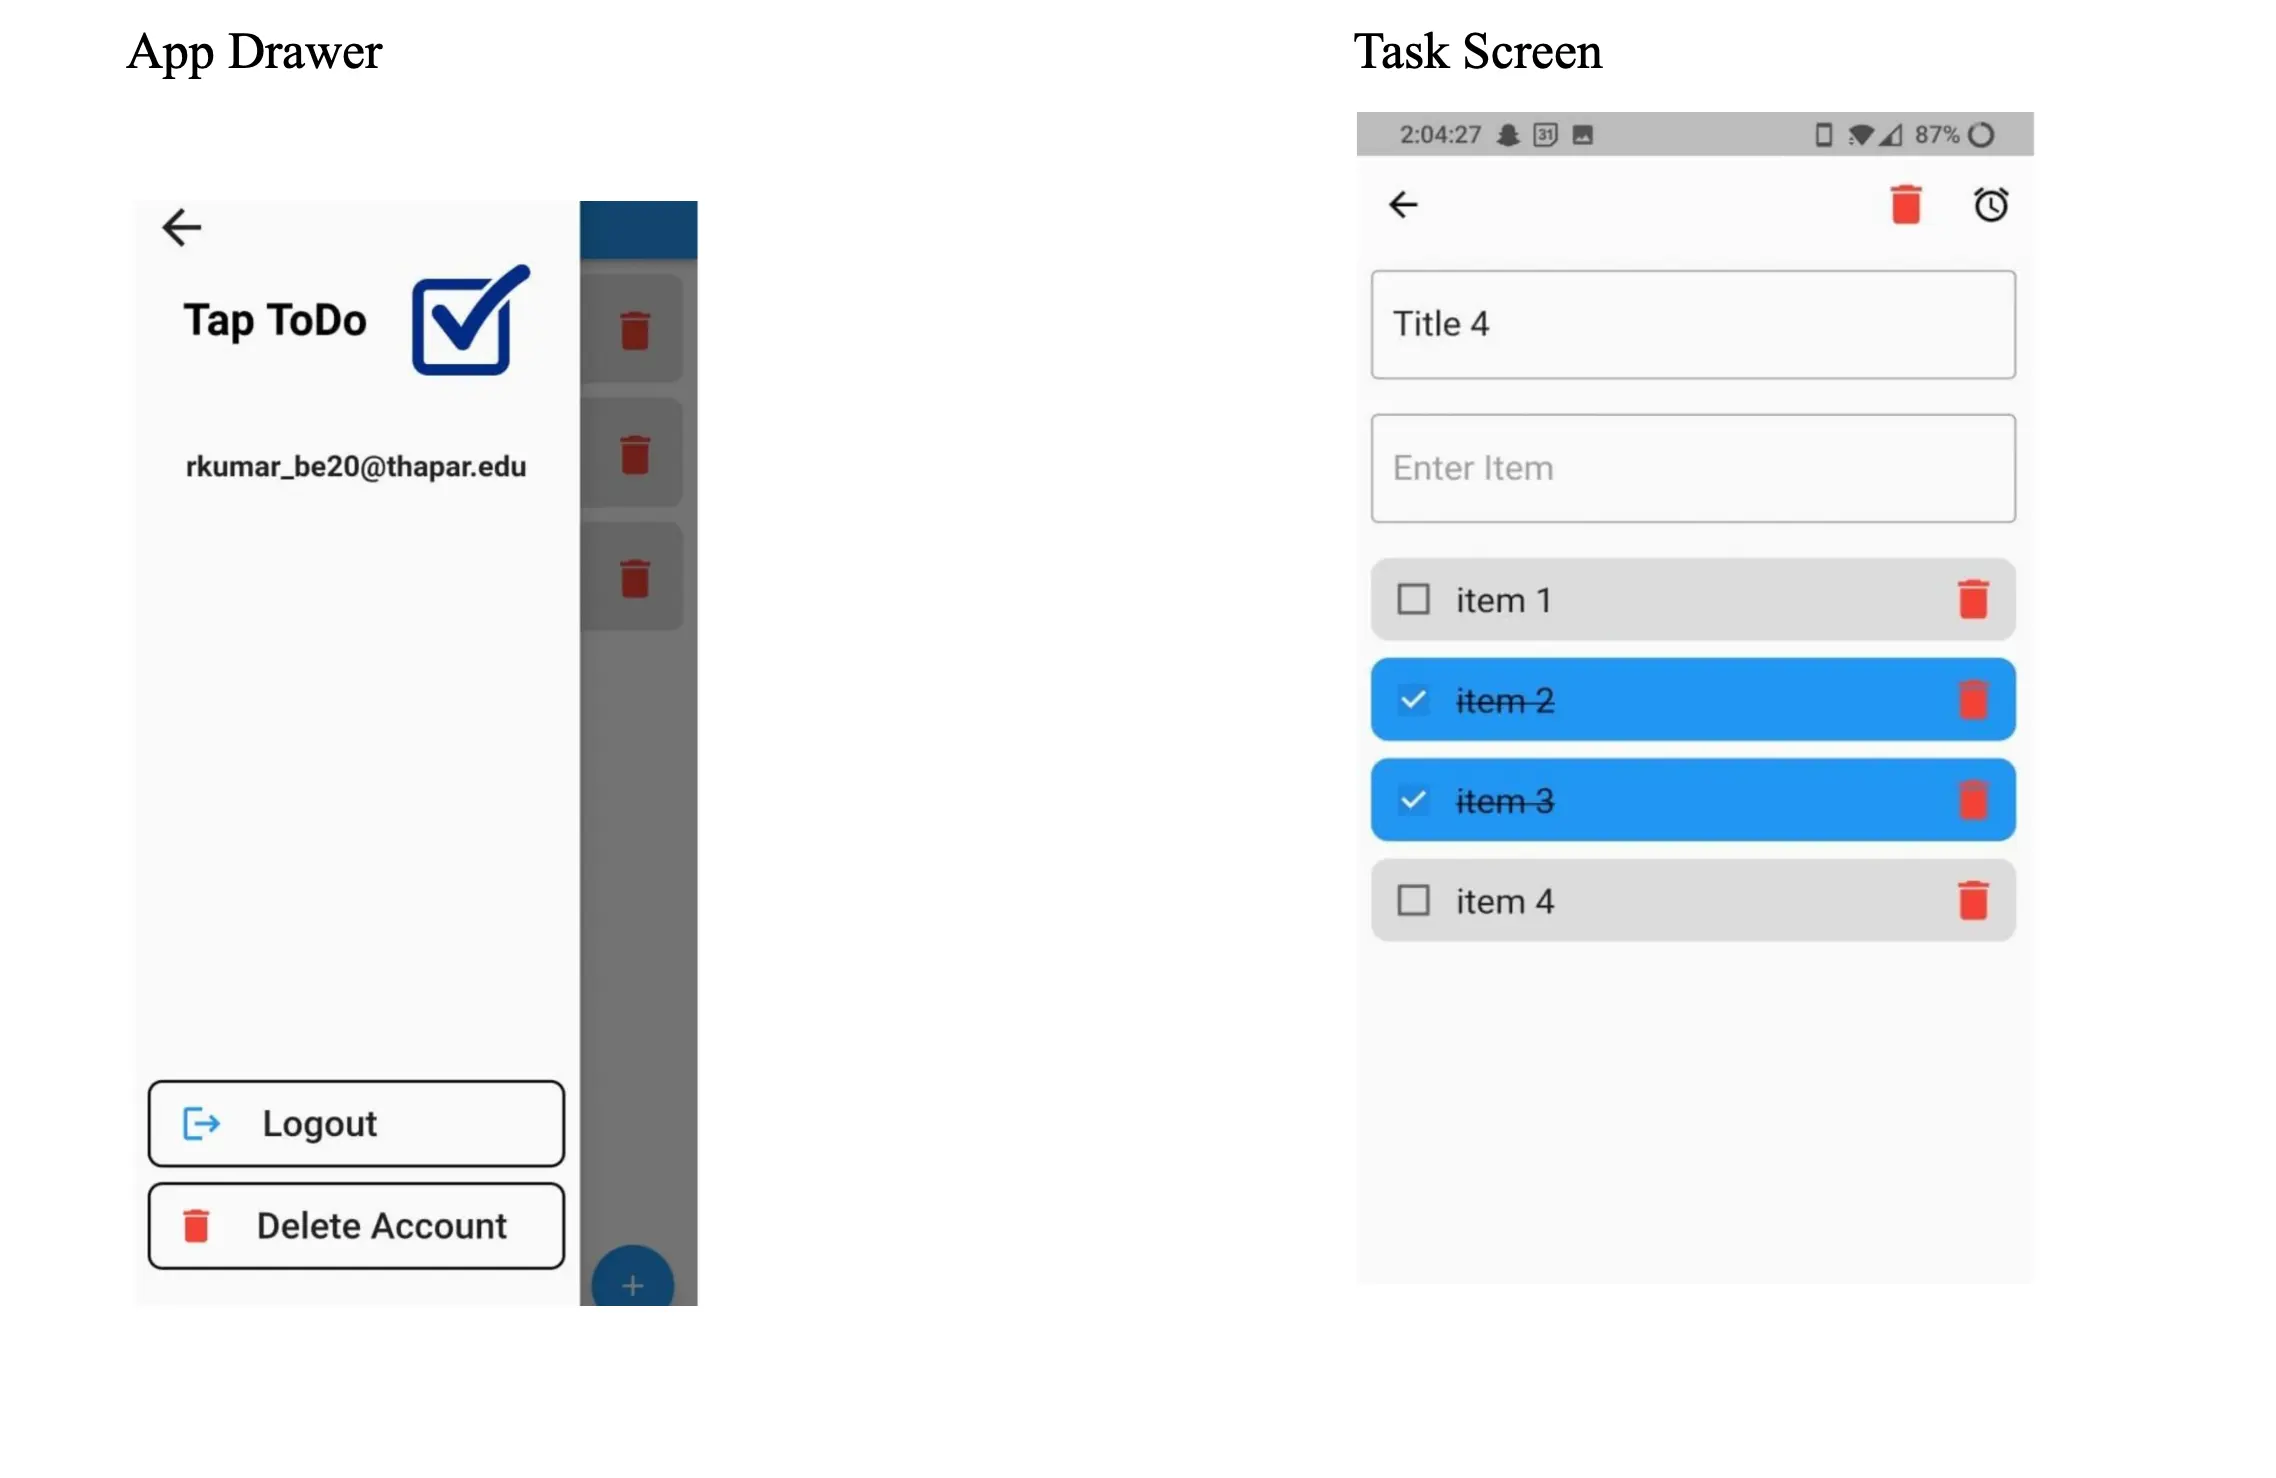 App Drawer
Tap ToDo
rkumar_be20@thapar.edu
Logout
Delete Account
Task Screen
2:04:27 31 87%
Title 4
Enter Item
item 1
item 2
item 3
item 4